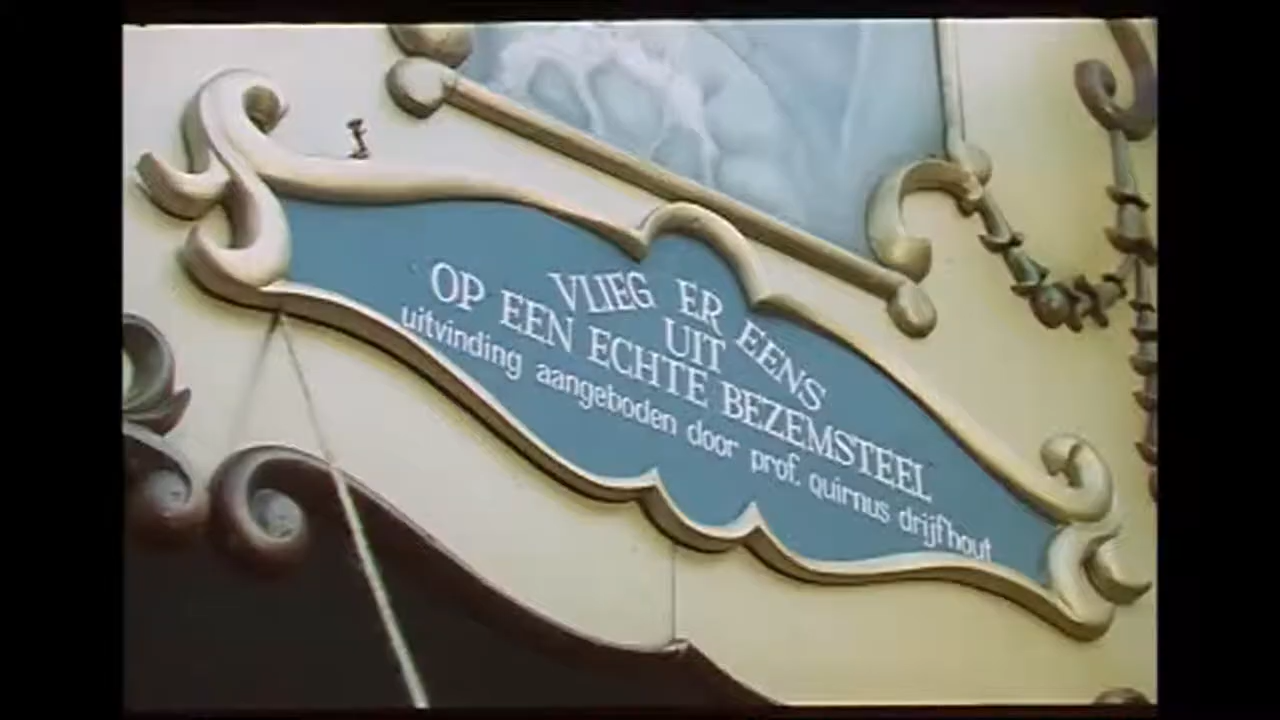 VLIEG ER EENS
UIT
OP EEN ECHTE BEZEMSTEEL
uitvinding aangeboden door prof. quirnus drijfhout